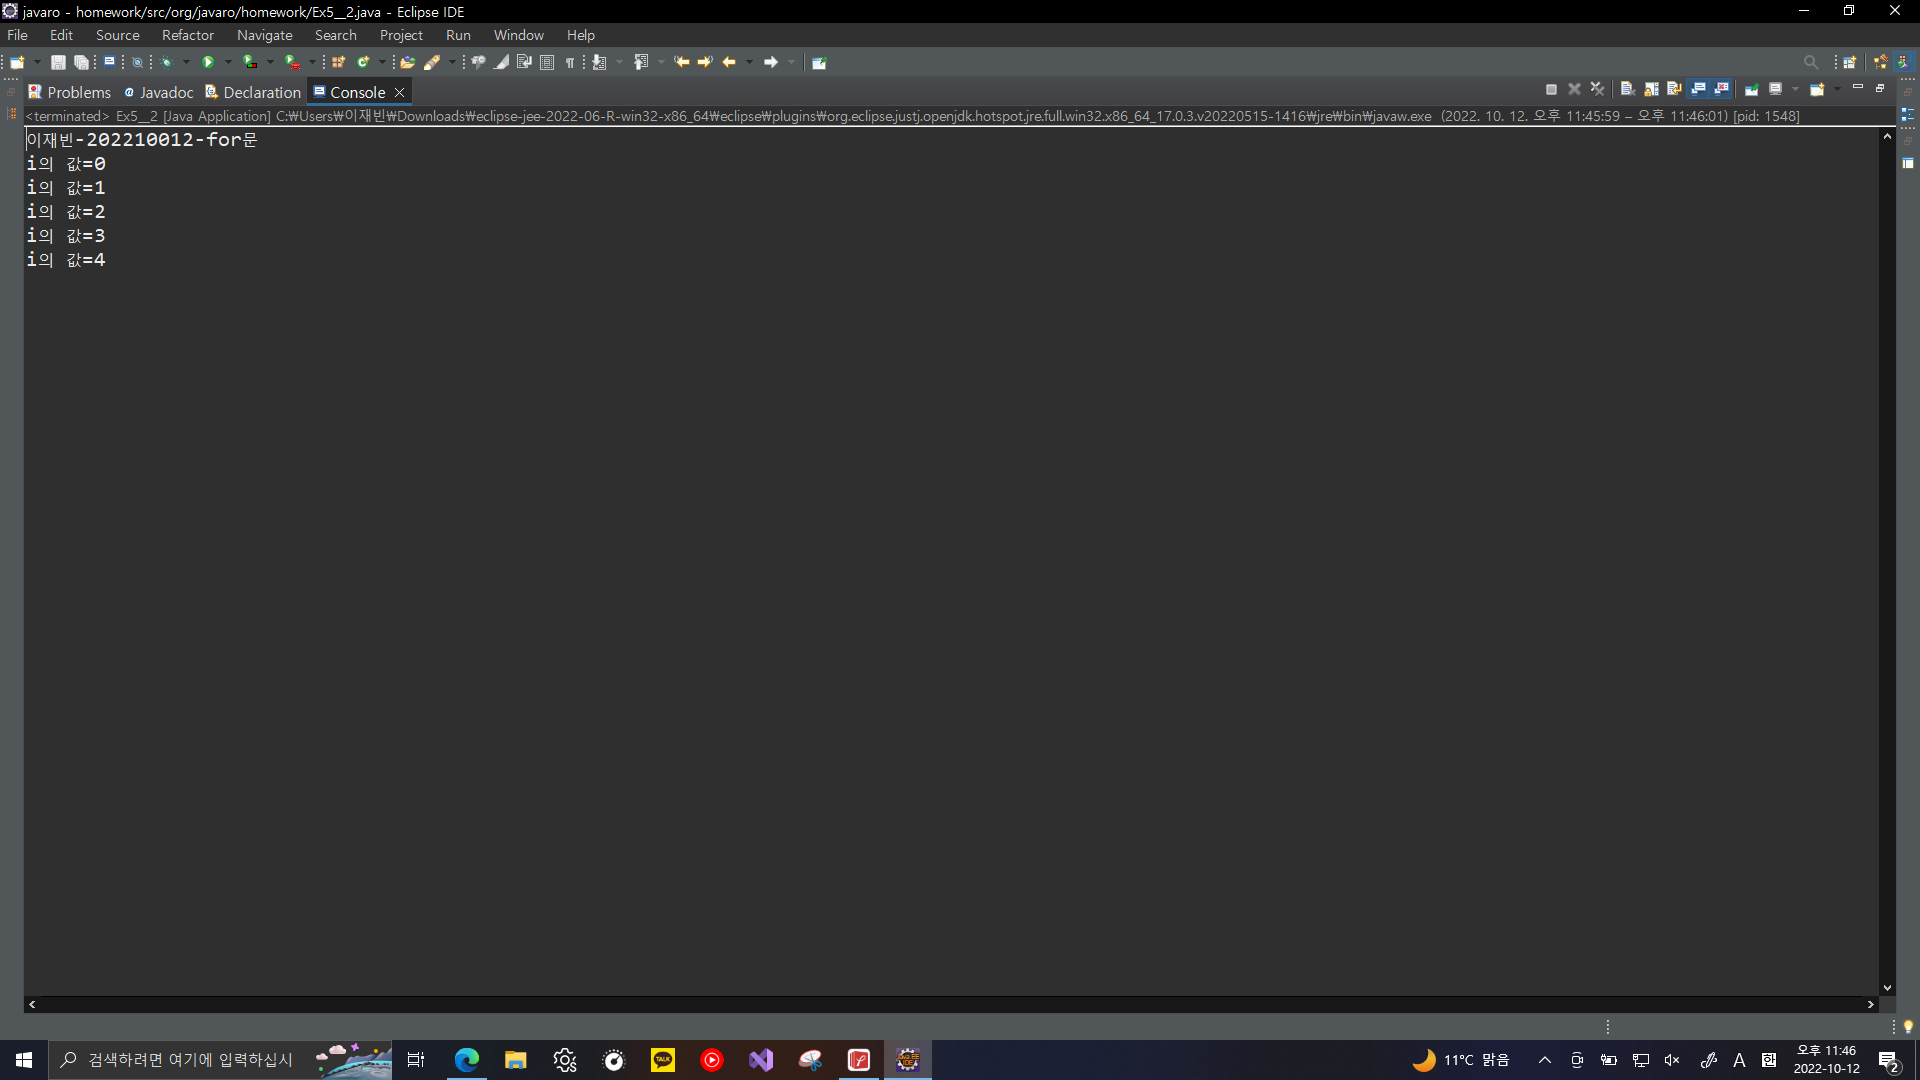 javaro - homework/src/org/javaro/homework/Ex5__2.java - Eclipse IDE
File Edit Source Refactor Navigate Search Project Run Window Help
Problems Javadoc Declaration Console
<terminated> Ex5__2 [Java Application] C:₩Users₩이재빈₩Downloads₩eclipse-jee-2022-06-R-win32-x86_64₩eclipse₩plugins₩org.eclipse.justj.openjdk.hotspot.jre.full.win32.x86_64_17.0.3.v20220515-1416₩jre₩bin₩javaw.exe (2022. 10. 12. 오후 11:45:59 – 오후 11:46:01) [pid: 1548]
이재빈-202210012-for문
i의 값=0
i의 값=1
i의 값=2
i의 값=3
i의 값=4
검색하려면 여기에 입력하십시
TALK
11°C 맑음
A
오후 11:46
2022-10-12
2